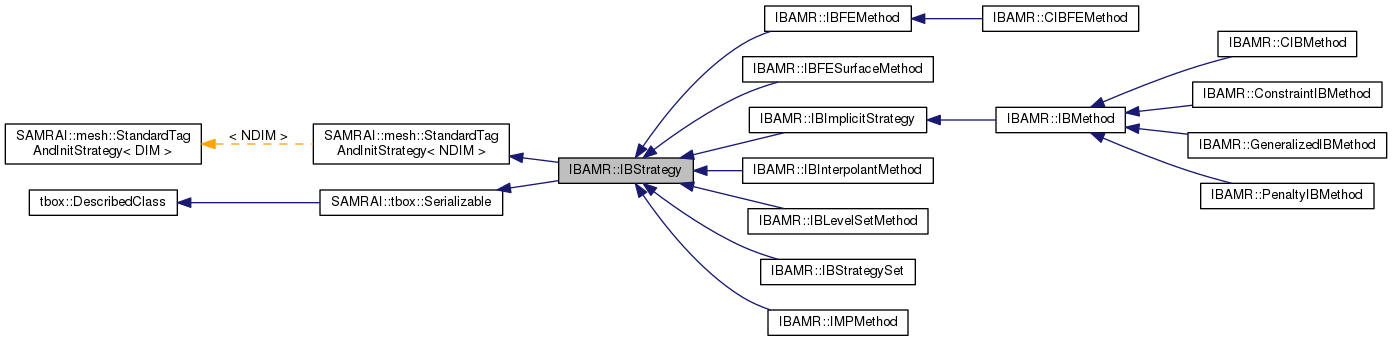 SAMRAI::mesh::StandardTag
AndInitStrategy< DIM >
< NDIM >
SAMRAI::mesh::StandardTag
AndInitStrategy< NDIM >
tbox::DescribedClass
SAMRAI::tbox::Serializable
IBAMR::IBStrategy
IBAMR::IBFEMethod
IBAMR::CIBFEMethod
IBAMR::IBFESurfaceMethod
IBAMR::IBImplicitStrategy
IBAMR::IBMethod
IBAMR::CIBMethod
IBAMR::ConstraintIBMethod
IBAMR::GeneralizedIBMethod
IBAMR::PenaltyIBMethod
IBAMR::IBInterpolantMethod
IBAMR::IBLevelSetMethod
IBAMR::IBStrategySet
IBAMR::IMPMethod